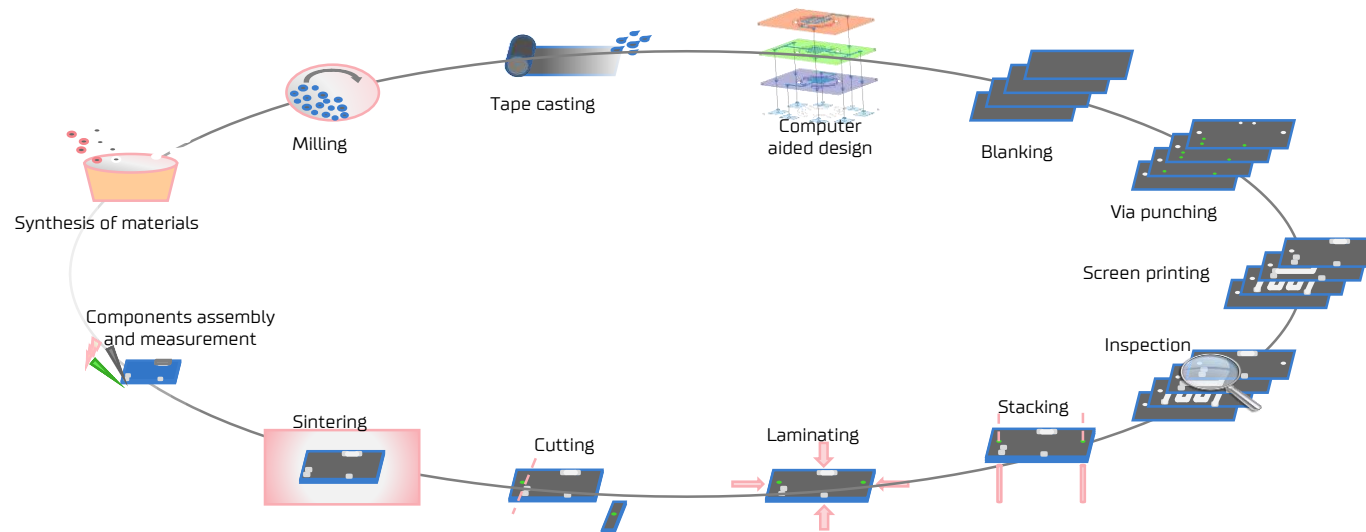 Synthesis of materials
Milling
Tape casting
Computer
aided design
Blanking
Via punching
Screen printing
Inspection
Stacking
Laminating
Cutting
Sintering
Components assembly
and measurement